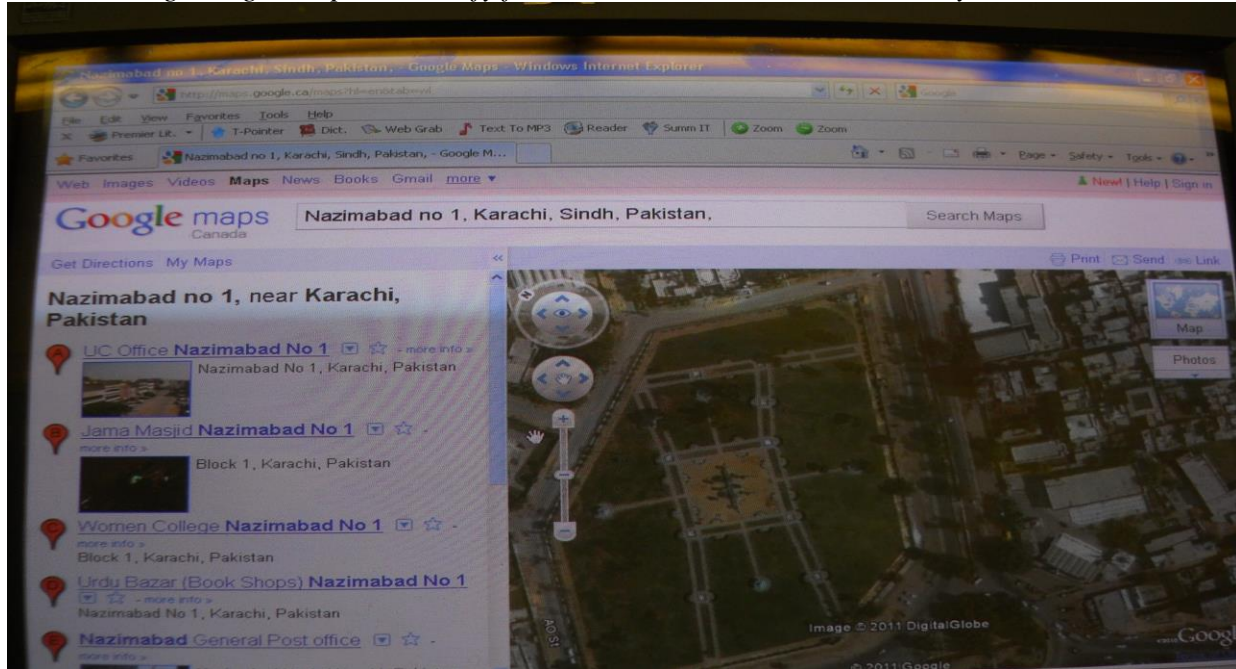 Nazimabad no 1, Karachi, Sindh, Pakistan, - Google Maps - Windows Internet Explorer
http://maps.google.ca/maps?hl=en&tab=wl
Google
File Edit View Favorites Tools Help
Premier Lit. T-Pointer Dict. Web Grab Text To MP3 Reader Summ IT Zoom Zoom
Favorites Nazimabad no 1, Karachi, Sindh, Pakistan, - Google M... Page Safety Tools
Web Images Videos Maps News Books Gmail more New! | Help | Sign in
Google maps Nazimabad no 1, Karachi, Sindh, Pakistan, Search Maps
Canada
Get Directions My Maps « Print Send Link
Nazimabad no 1, near Karachi,
Pakistan
A UC Office Nazimabad No 1 - more info »
Nazimabad No 1, Karachi, Pakistan
B Jama Masjid Nazimabad No 1 -
more info »
Block 1, Karachi, Pakistan
C Women College Nazimabad No 1 -
more info »
Block 1, Karachi, Pakistan
D Urdu Bazar (Book Shops) Nazimabad No 1
- more info »
Nazimabad No 1, Karachi, Pakistan
E Nazimabad General Post office -
more info »
N
Map
Photos
AO St
Image © 2011 DigitalGlobe
© 2011 Google
Google